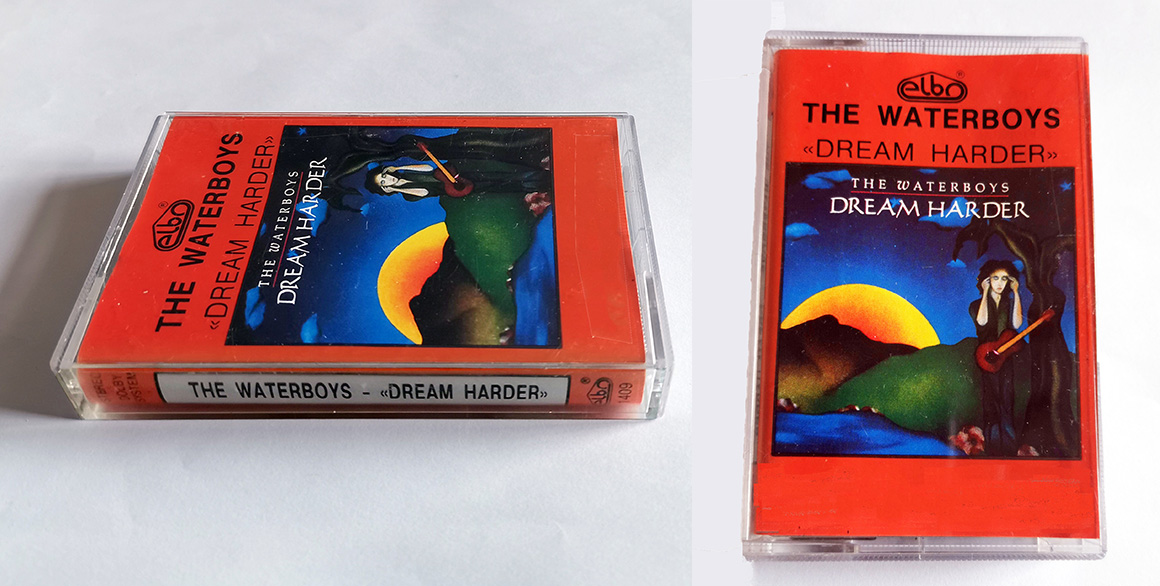 elbo®
THE WATERBOYS
«DREAM HARDER»
THE WATERBOYS
DREAM HARDER
THE WATERBOYS - «DREAM HARDER»
elbo®
1409
elbo®
THE WATERBOYS
«DREAM HARDER»
THE WATERBOYS
DREAM HARDER